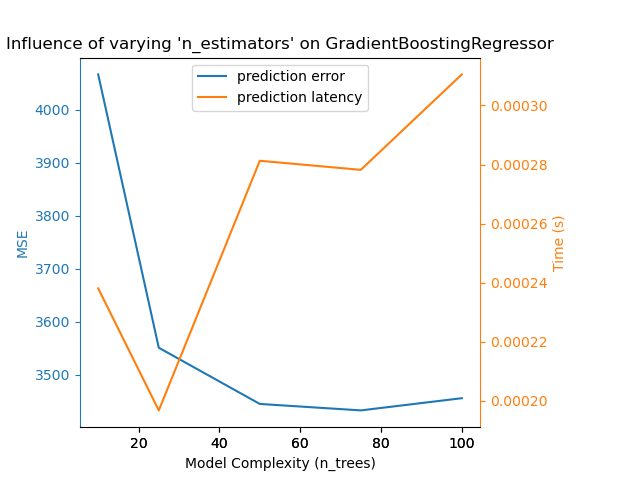 Influence of varying 'n_estimators' on GradientBoostingRegressor
prediction error
prediction latency
4000
3900
3800
3700
3600
3500
MSE
0.00030
0.00028
0.00026
0.00024
0.00022
0.00020
Time (s)
20
40
60
80
100
Model Complexity (n_trees)